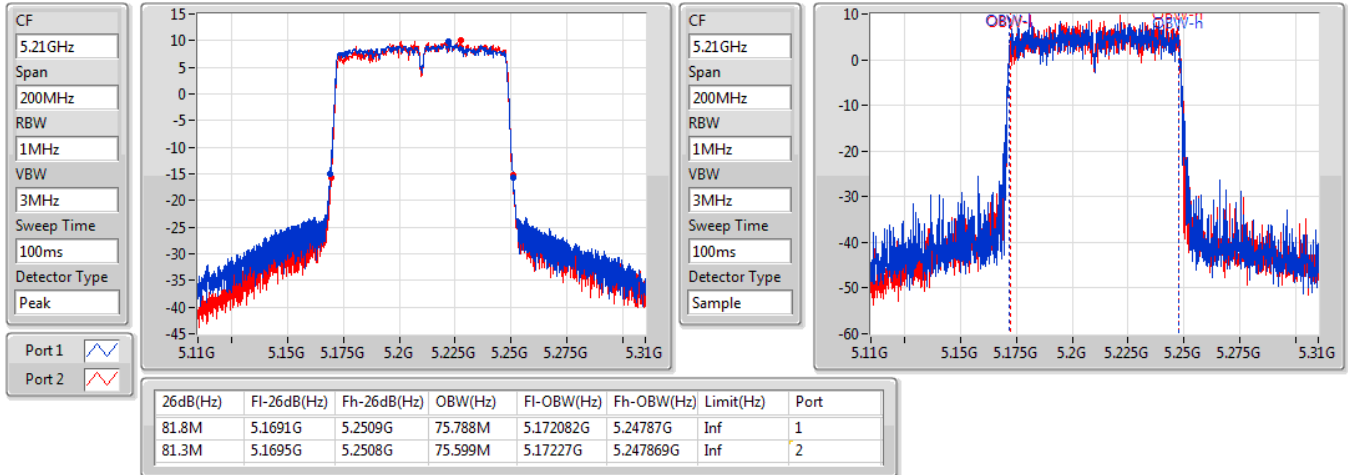 CF
5.21GHz
Span
200MHz
RBW
1MHz
VBW
3MHz
Sweep Time
100ms
Detector Type
Peak
Port 1
Port 2
15
10
5
0
-5
-10
-15
-20
-25
-30
-35
-40
-45
5.11G 5.15G 5.175G 5.2G 5.225G 5.25G 5.275G 5.31G
CF
5.21GHz
Span
200MHz
RBW
1MHz
VBW
3MHz
Sweep Time
100ms
Detector Type
Sample
OBW-l OBW-h
10
0
-10
-20
-30
-40
-50
-60
5.11G 5.15G 5.175G 5.2G 5.225G 5.25G 5.275G 5.31G
26dB(Hz) Fl-26dB(Hz) Fh-26dB(Hz) OBW(Hz) Fl-OBW(Hz) Fh-OBW(Hz) Limit(Hz) Port
81.8M 5.1691G 5.2509G 75.788M 5.172082G 5.24787G Inf 1
81.3M 5.1695G 5.2508G 75.599M 5.17227G 5.247869G Inf 2